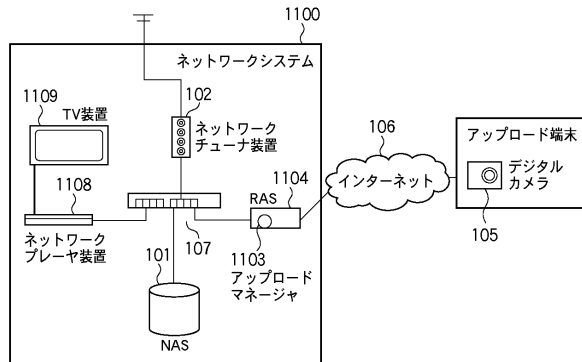 1100
ネットワークシステム
1109
TV装置
102
ネットワーク
チューナ装置
106
アップロード端末
インターネット
デジタル
カメラ
105
1108
RAS
1104
ネットワーク
プレーヤ装置
107
1103
アップロード
マネージャ
101
NAS